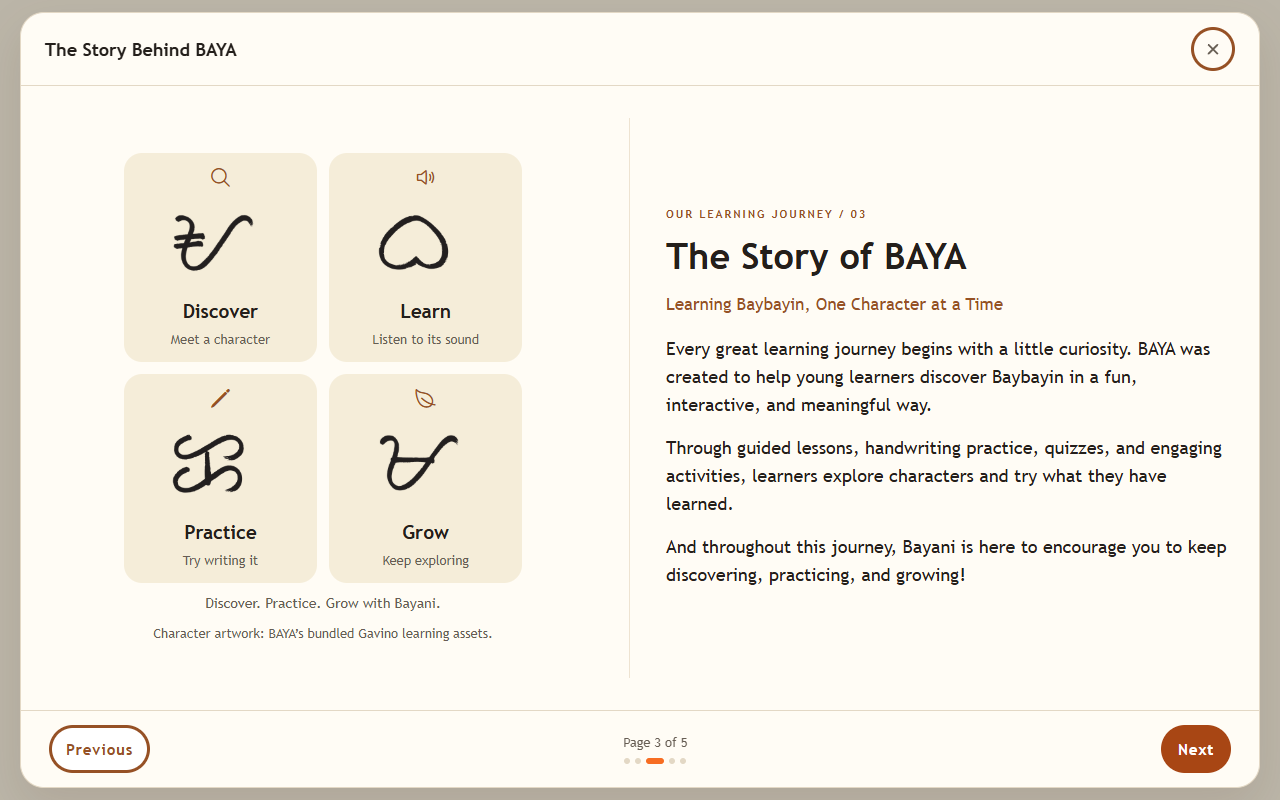 The Story Behind BAYA
ᜀ
Discover
Meet a character
ᜊ
Learn
Listen to its sound
ᜃ
Practice
Try writing it
ᜋ
Grow
Keep exploring
Discover. Practice. Grow with Bayani.
Character artwork: BAYA's bundled Gavino learning assets.
OUR LEARNING JOURNEY / 03
The Story of BAYA
Learning Baybayin, One Character at a Time
Every great learning journey begins with a little curiosity. BAYA was
created to help young learners discover Baybayin in a fun,
interactive, and meaningful way.
Through guided lessons, handwriting practice, quizzes, and engaging
activities, learners explore characters and try what they have
learned.
And throughout this journey, Bayani is here to encourage you to keep
discovering, practicing, and growing!
Previous
Page 3 of 5
Next